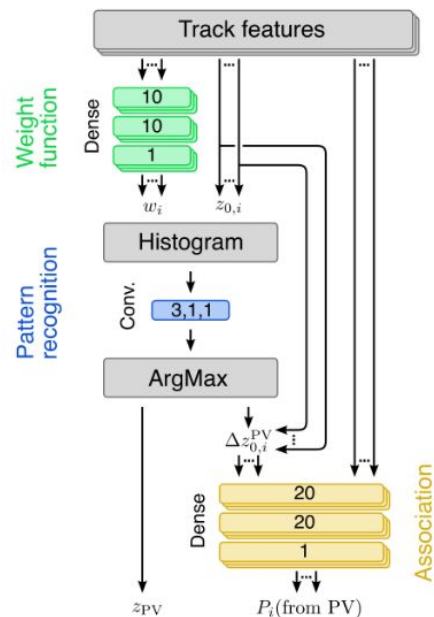 Track features
...
...
...
Weight
function
Dense
10
10
1
...
...
w_i
z_{0,i}
Histogram
Pattern
recognition
Conv.
3,1,1
ArgMax
Δz_{0,i}^{PV}
...
...
...
Dense
20
20
1
Association
...
z_{PV}
P_i(from PV)